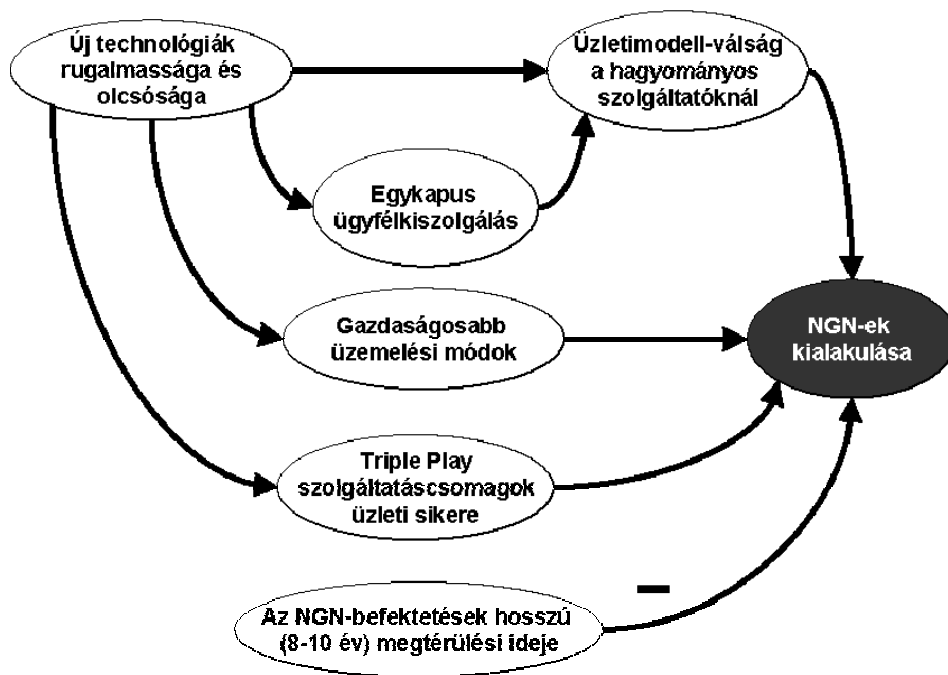 Új technológiák
rugalmassága és
olcsósága
Üzletimodell-válság
a hagyományos
szolgáltatóknál
Egykapus
ügyfélkiszolgálás
Gazdaságosabb
üzemelési módok
NGN-ek
kialakulása
Triple Play
szolgáltatáscsomagok
üzleti sikere
–
Az NGN-befektetések hosszú
(8-10 év) megtérülési ideje